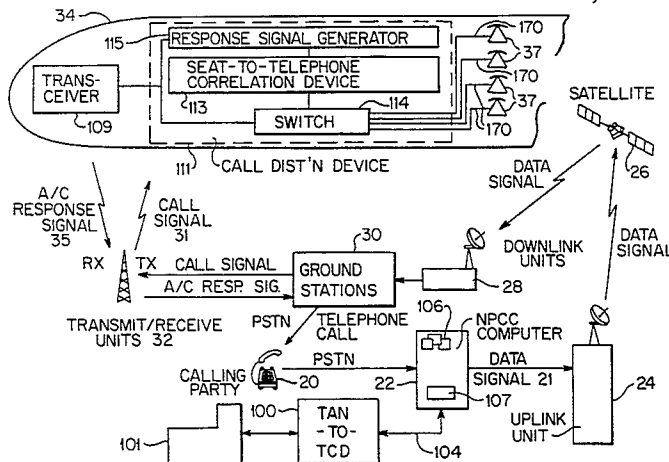 34
115
RESPONSE SIGNAL GENERATOR
SEAT-TO-TELEPHONE
CORRELATION DEVICE
113
114
SWITCH
TRANS-
CEIVER
109
170
37
170
37
37
170
111
CALL DIST'N DEVICE
SATELLITE
26
DATA
SIGNAL
DATA
SIGNAL
A/C
RESPONSE
SIGNAL
35
CALL
SIGNAL
31
RX
TX
CALL SIGNAL
A/C RESP. SIG.
TRANSMIT/RECEIVE
UNITS 32
30
GROUND
STATIONS
DOWNLINK
UNITS
28
PSTN
TELEPHONE
CALL
CALLING
PARTY
20
PSTN
106
NPCC
COMPUTER
22
107
DATA
SIGNAL 21
24
UPLINK
UNIT
100
TAN
-TO-
TCD
101
104